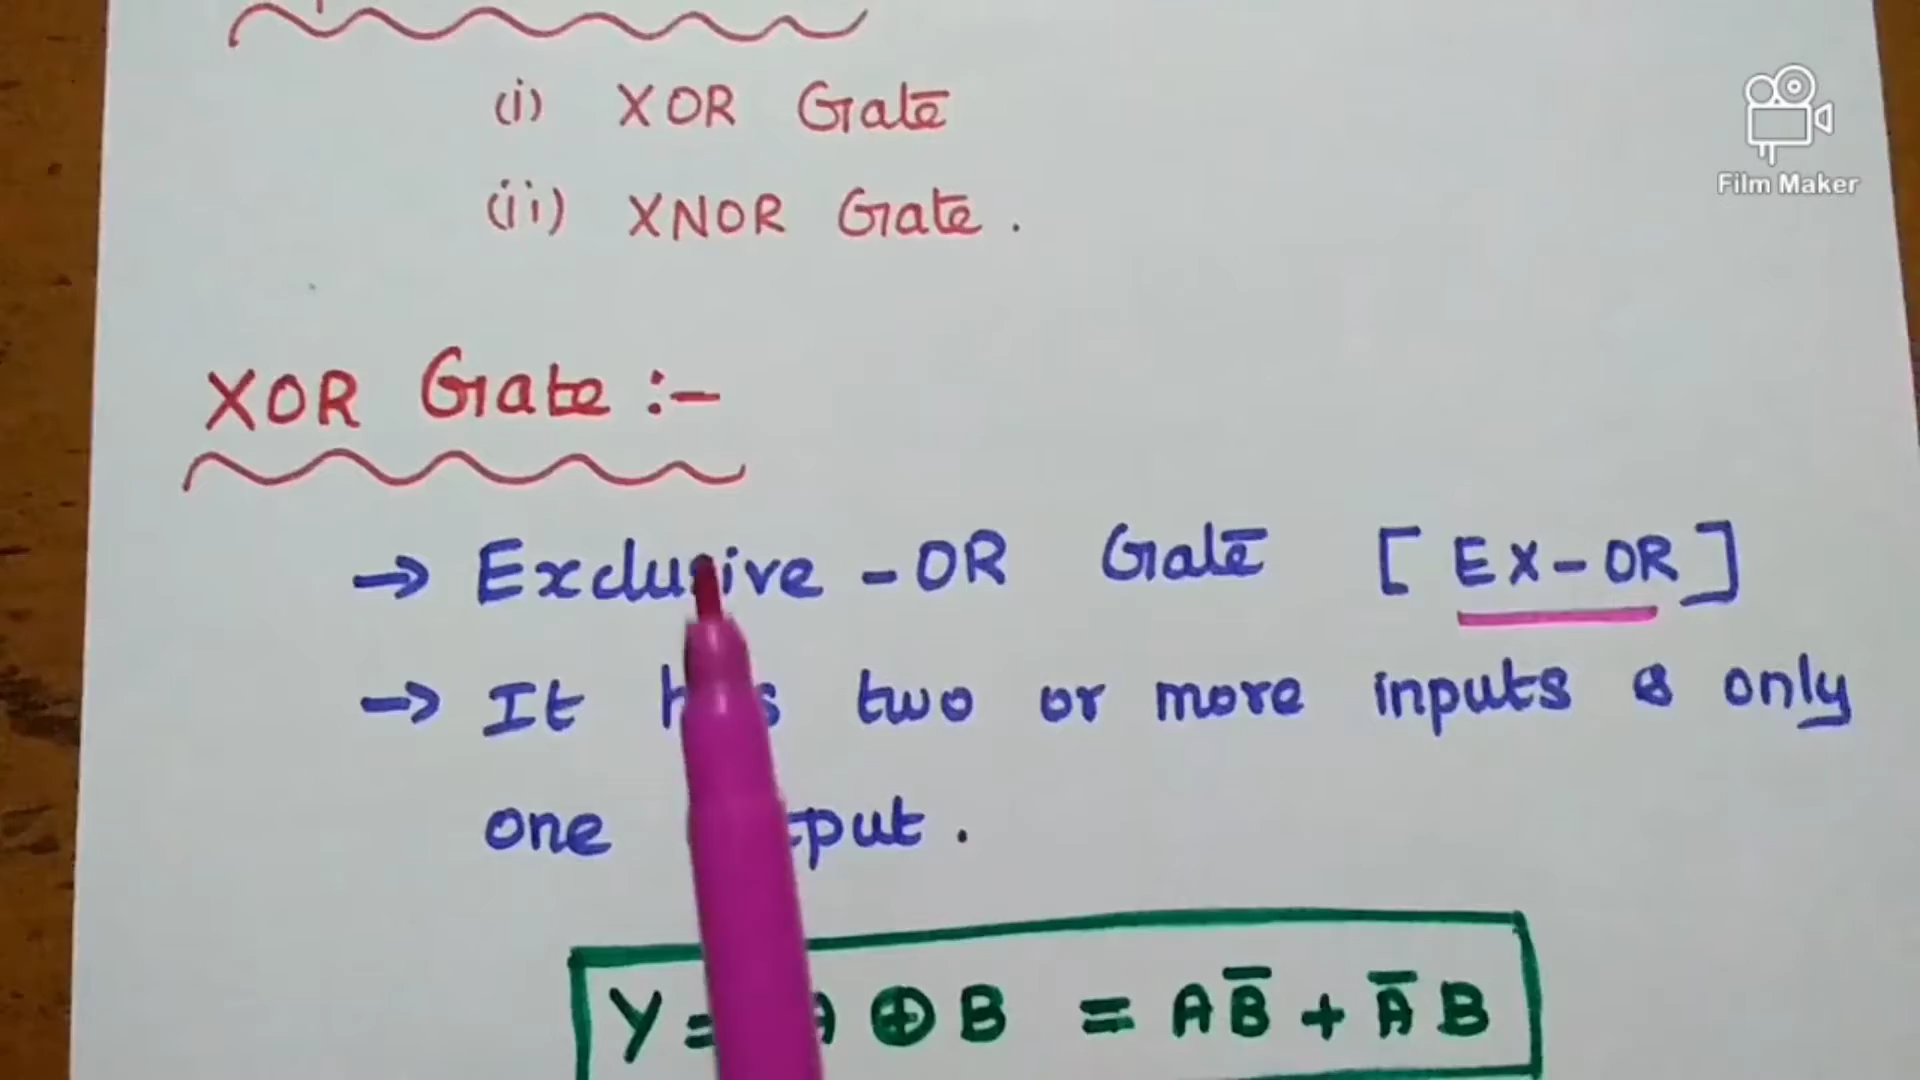 (i) XOR Gate
(ii) XNOR Gate.
Film Maker
XOR Gate :-
→ Exclusive - OR Gate [EX-OR]
→ It two or more inputs & only
one .
Y = A ⊕ B = AB̅ + A̅B